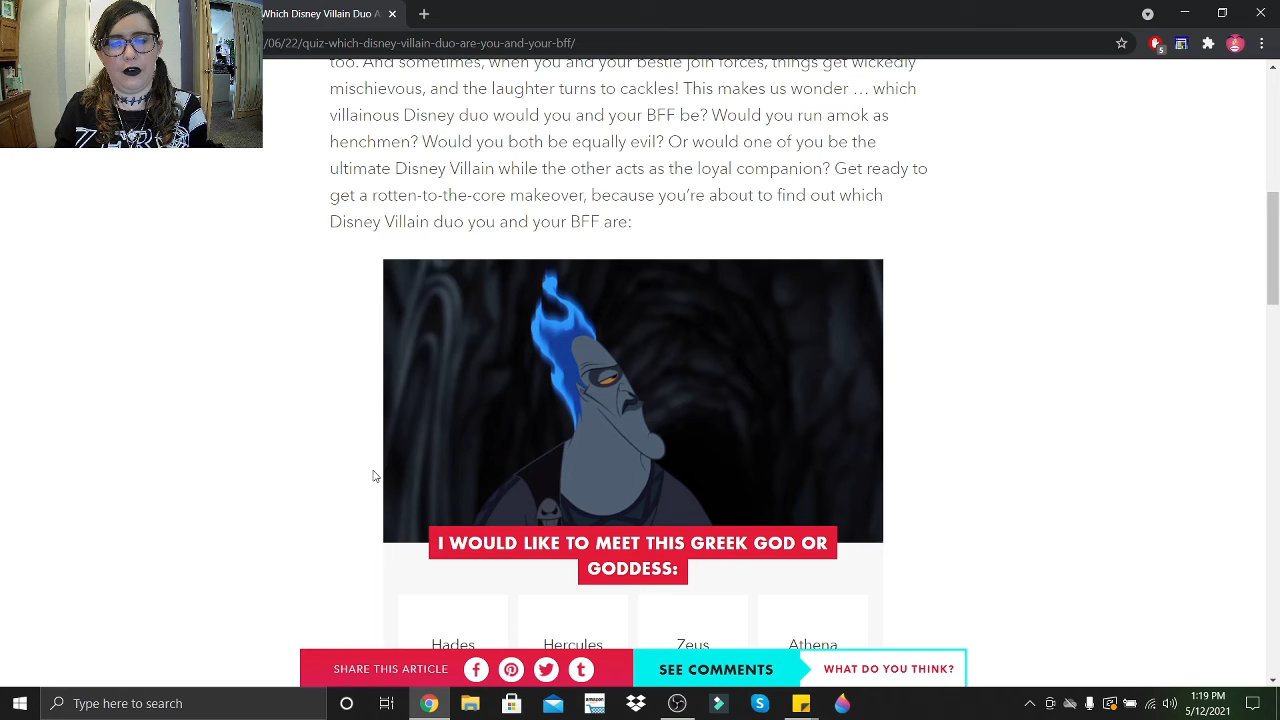 Which Disney Villain Duo A
/06/22/quiz-which-disney-villain-duo-are-you-and-your-bff/
too. And sometimes, when you and your bestie join forces, things get wickedly
mischievous, and the laughter turns to cackles! This makes us wonder … which
villainous Disney duo would you and your BFF be? Would you run amok as
henchmen? Would you both be equally evil? Or would one of you be the
ultimate Disney Villain while the other acts as the loyal companion? Get ready to
get a rotten-to-the-core makeover, because you’re about to find out which
Disney Villain duo you and your BFF are:
I WOULD LIKE TO MEET THIS GREEK GOD OR
GODDESS:
Hades Hercules Zeus Athena
SHARE THIS ARTICLE SEE COMMENTS WHAT DO YOU THINK?
Type here to search
amazon
1:19 PM
5/12/2021